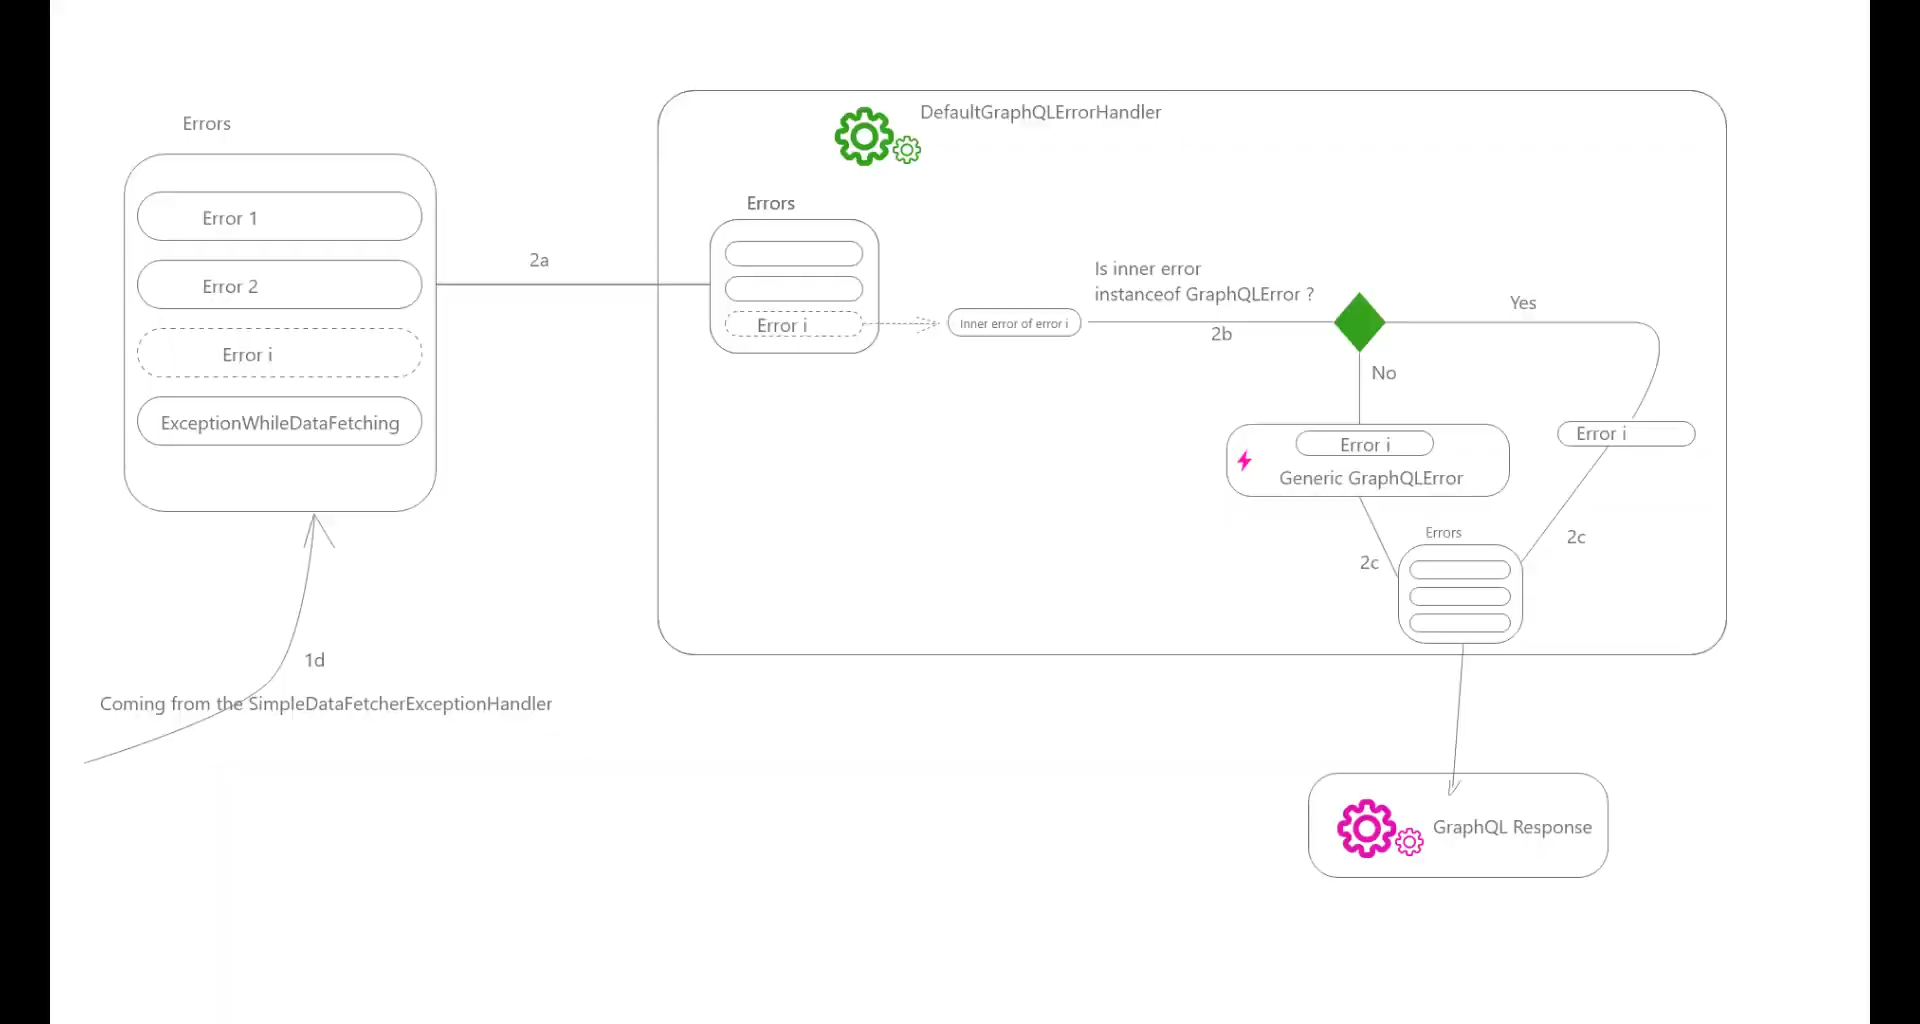 Errors
Error 1
Error 2
Error i
ExceptionWhileDataFetching
1d
Coming from the SimpleDataFetcherExceptionHandler
2a
DefaultGraphQLErrorHandler
Errors
Error i
Inner error of error i
Is inner error
instanceof GraphQLError ?
2b
Yes
No
Error i
Generic GraphQLError
Error i
2c
2c
Errors
GraphQL Response